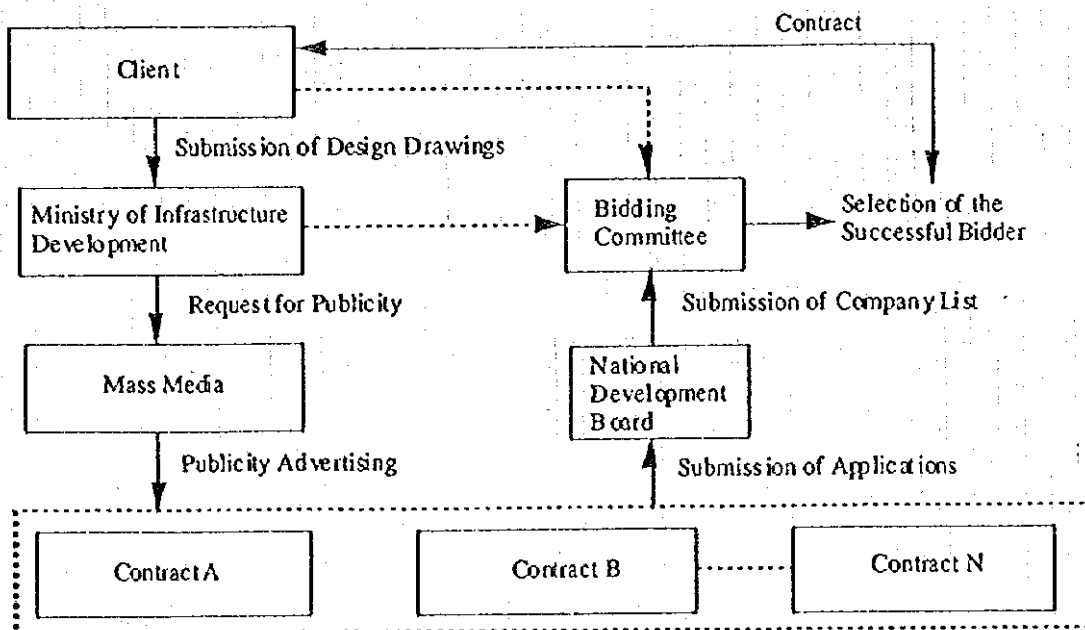 Contract
Client
Submission of Design Drawings
Ministry of Infrastructure
Development
Bidding
Committee
Selection of the
Successful Bidder
Request for Publicity
Submission of Company List
Mass Media
National
Development
Board
Publicity Advertising
Submission of Applications
Contract A
Contract B
Contract N